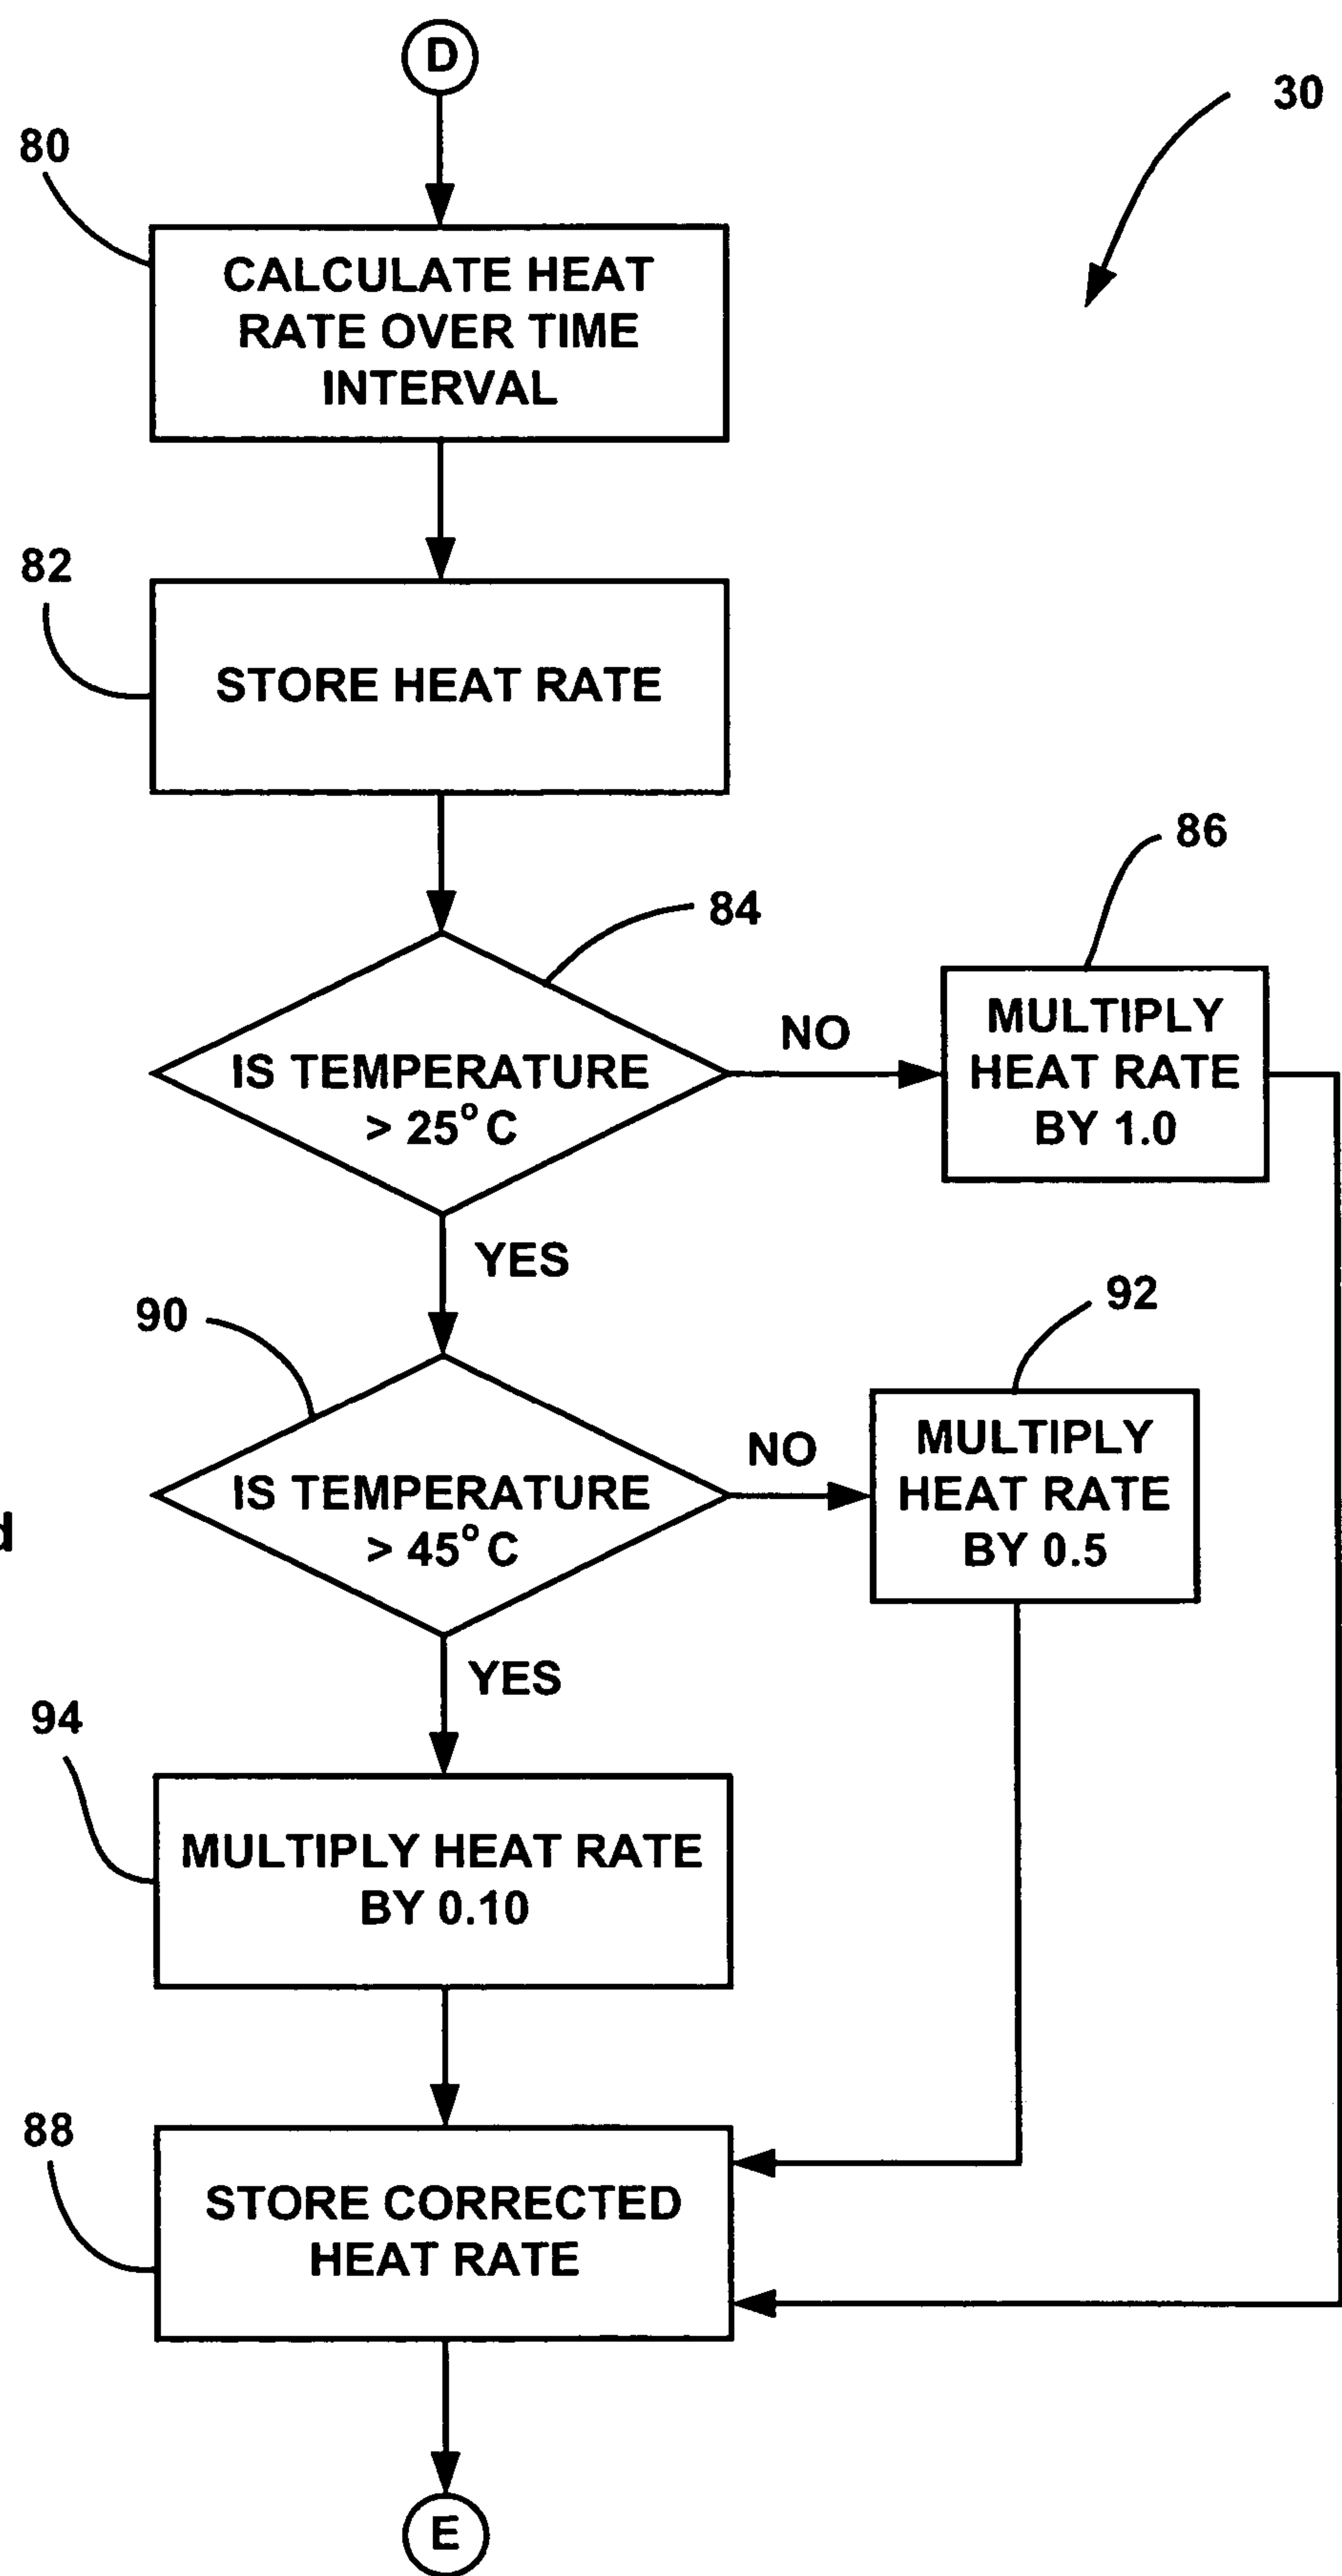 D
30
80
CALCULATE HEAT
RATE OVER TIME
INTERVAL
82
STORE HEAT RATE
86
84
MULTIPLY
HEAT RATE
BY 1.0
NO
IS TEMPERATURE
> 25°C
YES
92
90
MULTIPLY
HEAT RATE
BY 0.5
NO
IS TEMPERATURE
> 45°C
d
YES
94
MULTIPLY HEAT RATE
BY 0.10
88
STORE CORRECTED
HEAT RATE
E